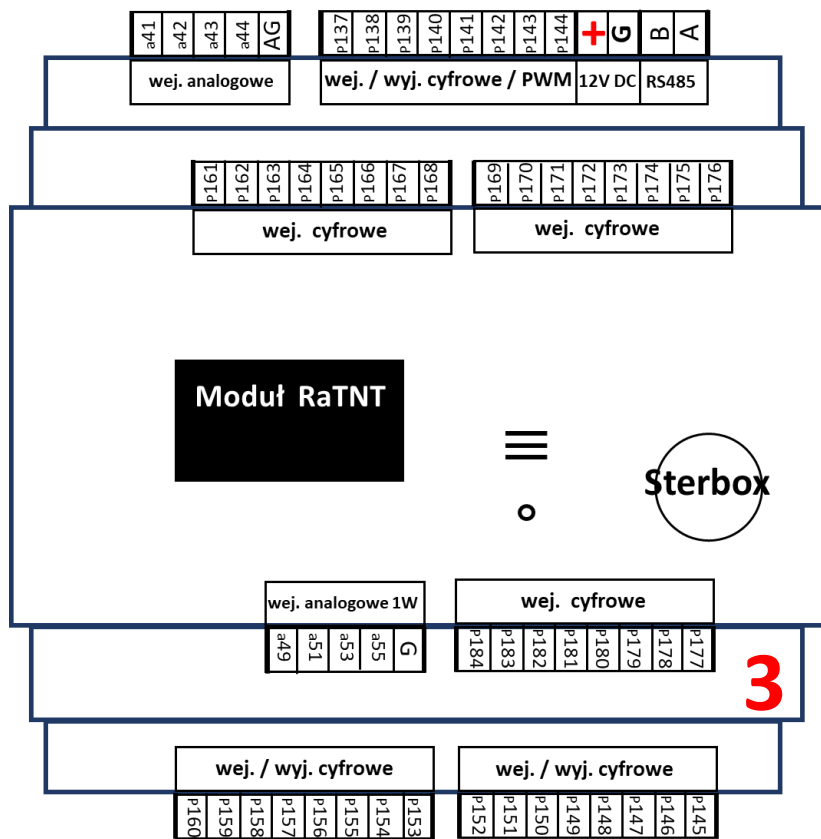 a41 a42 a43 a44 AG P137 P138 P139 P140 P141 P142 P143 P144 + G B A
wej. analogowe wej. / wyj. cyfrowe / PWM 12V DC RS485
P161 P162 P163 P164 P165 P166 P167 P168 P169 P170 P171 P172 P173 P174 P175 P176
wej. cyfrowe wej. cyfrowe
Moduł RaTNT
Sterbox
wej. analogowe 1W wej. cyfrowe
a49 a51 a53 a55 G P184 P183 P182 P181 P180 P179 P178 P177
3
wej. / wyj. cyfrowe wej. / wyj. cyfrowe
P160 P159 P158 P157 P156 P155 P154 P153 P152 P151 P150 P149 P148 P147 P146 P145